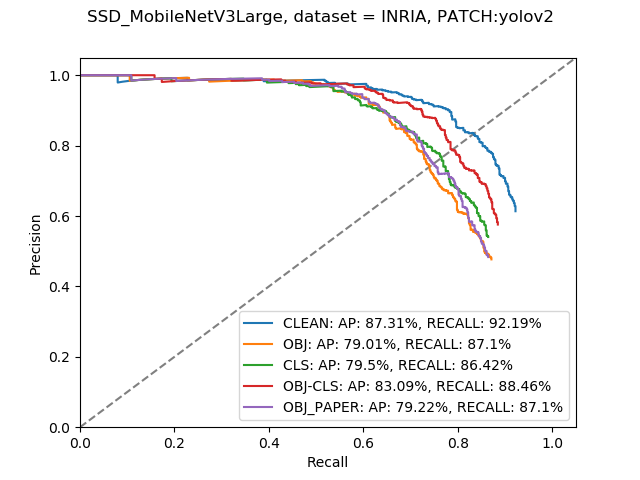 SSD_MobileNetV3Large, dataset = INRIA, PATCH:yolov2
1.0
0.8
0.6
0.4
0.2
0.0
Precision
CLEAN: AP: 87.31%, RECALL: 92.19%
OBJ: AP: 79.01%, RECALL: 87.1%
CLS: AP: 79.5%, RECALL: 86.42%
OBJ-CLS: AP: 83.09%, RECALL: 88.46%
OBJ_PAPER: AP: 79.22%, RECALL: 87.1%
0.0 0.2 0.4 0.6 0.8 1.0
Recall